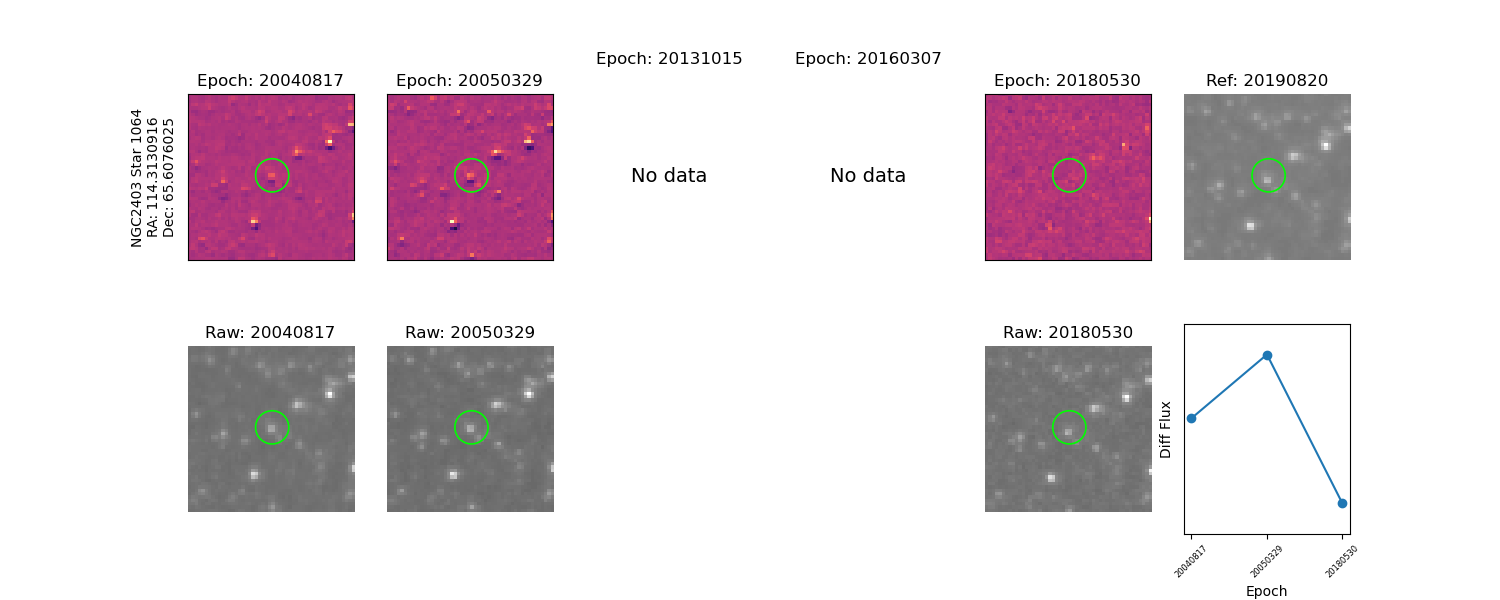 Epoch: 20131015
Epoch: 20160307
Epoch: 20040817
Epoch: 20050329
Epoch: 20180530
Ref: 20190820
NGC2403 Star 1064
RA: 114.3130916
Dec: 65.6076025
No data
No data
Raw: 20040817
Raw: 20050329
Raw: 20180530
Diff Flux
20040817
20050329
20180530
Epoch